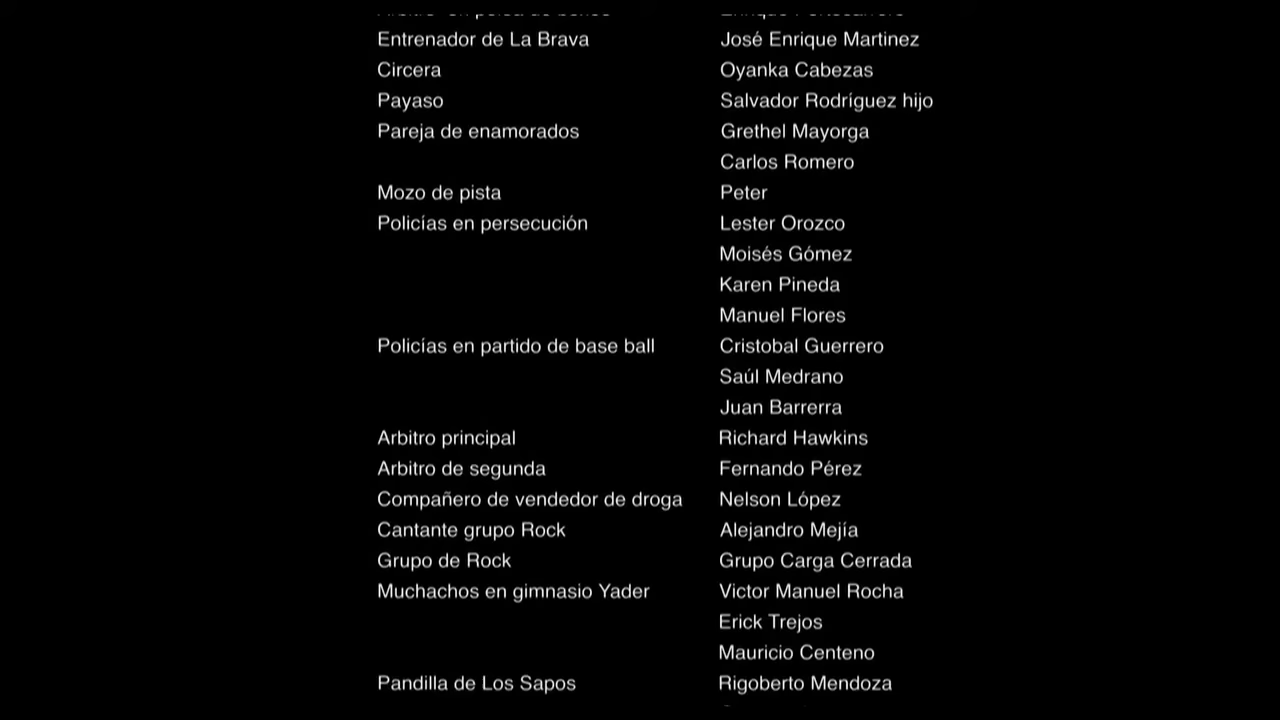 Entrenador de La Brava José Enrique Martinez
Circera Oyanka Cabezas
Payaso Salvador Rodríguez hijo
Pareja de enamorados Grethel Mayorga
Carlos Romero
Mozo de pista Peter
Policías en persecución Lester Orozco
Moisés Gómez
Karen Pineda
Manuel Flores
Policías en partido de base ball Cristobal Guerrero
Saúl Medrano
Juan Barrerra
Arbitro principal Richard Hawkins
Arbitro de segunda Fernando Pérez
Compañero de vendedor de droga Nelson López
Cantante grupo Rock Alejandro Mejía
Grupo de Rock Grupo Carga Cerrada
Muchachos en gimnasio Yader Victor Manuel Rocha
Erick Trejos
Mauricio Centeno
Pandilla de Los Sapos Rigoberto Mendoza